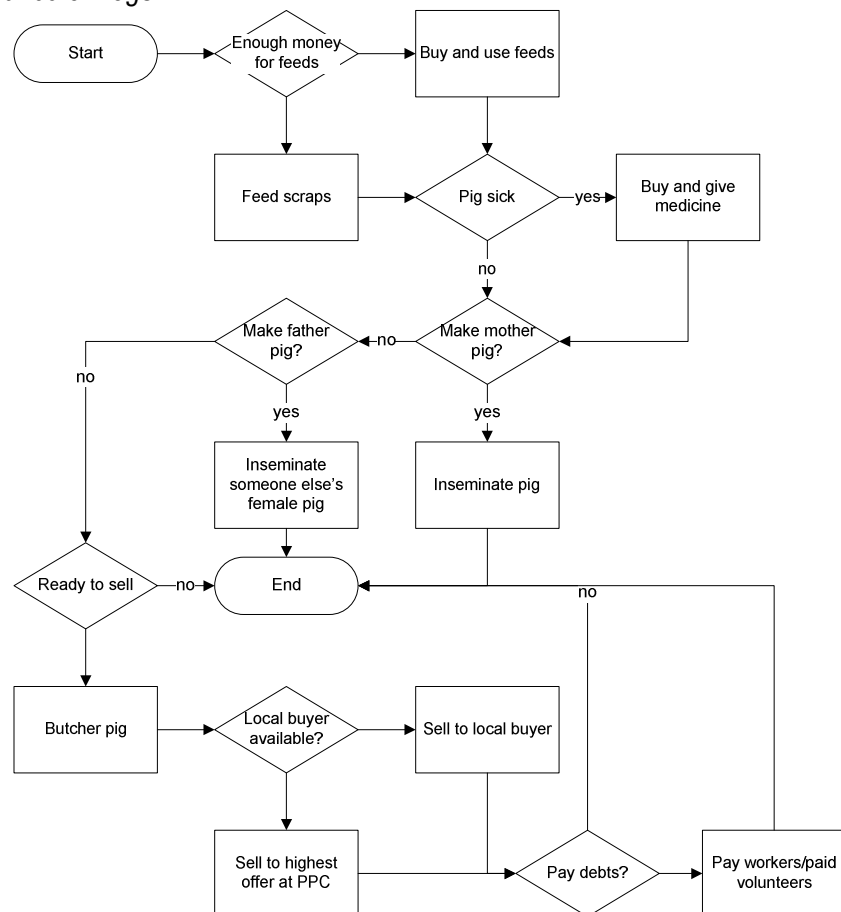 Start
Enough money
for feeds
Buy and use feeds
Feed scraps
Pig sick
yes
Buy and give
medicine
no
Make father
pig?
no
Make mother
pig?
no
yes
yes
Inseminate
someone else's
female pig
Inseminate pig
Ready to sell
no
End
no
Butcher pig
Local buyer
available?
Sell to local buyer
Sell to highest
offer at PPC
Pay debts?
Pay workers/paid
volunteers